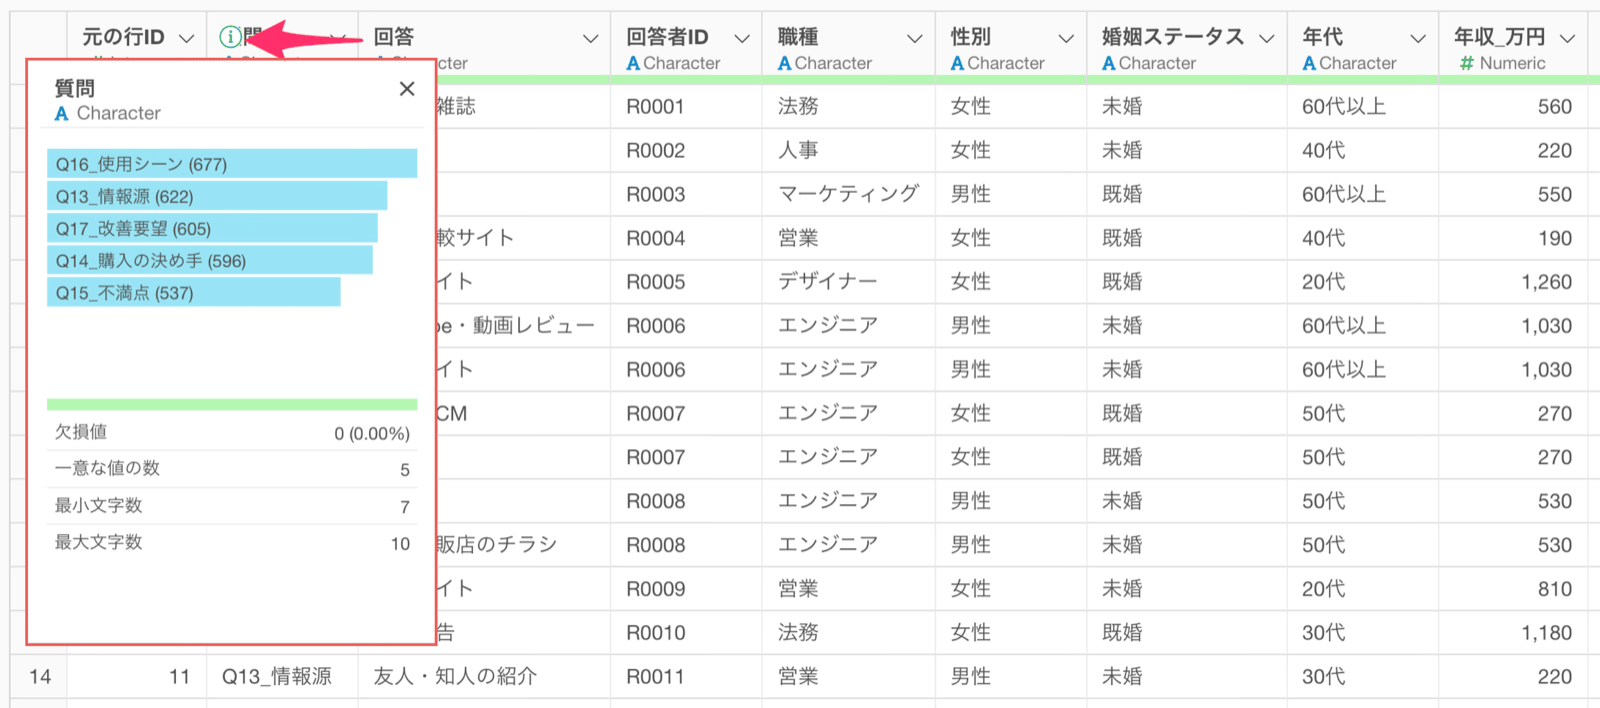 元の行ID
問
回答
回答者ID
職種
性別
婚姻ステータス
年代
年収_万円
Character
Character
Character
Character
Character
Numeric
質問
Character
Q16_使用シーン (677)
Q13_情報源 (622)
Q17_改善要望 (605)
Q14_購入の決め手 (596)
Q15_不満点 (537)
欠損値 0 (0.00%)
一意な値の数 5
最小文字数 7
最大文字数 10
雑誌 R0001 法務 女性 未婚 60代以上 560
R0002 人事 女性 未婚 40代 220
R0003 マーケティング 男性 既婚 60代以上 550
較サイト R0004 営業 女性 既婚 40代 190
イト R0005 デザイナー 女性 既婚 20代 1,260
be・動画レビュー R0006 エンジニア 男性 未婚 60代以上 1,030
イト R0006 エンジニア 男性 未婚 60代以上 1,030
CM R0007 エンジニア 女性 既婚 50代 270
R0007 エンジニア 女性 既婚 50代 270
R0008 エンジニア 男性 未婚 50代 530
販店のチラシ R0008 エンジニア 男性 未婚 50代 530
イト R0009 営業 女性 未婚 20代 810
告 R0010 法務 女性 既婚 30代 1,180
14 11 Q13_情報源 友人・知人の紹介 R0011 営業 男性 未婚 30代 220